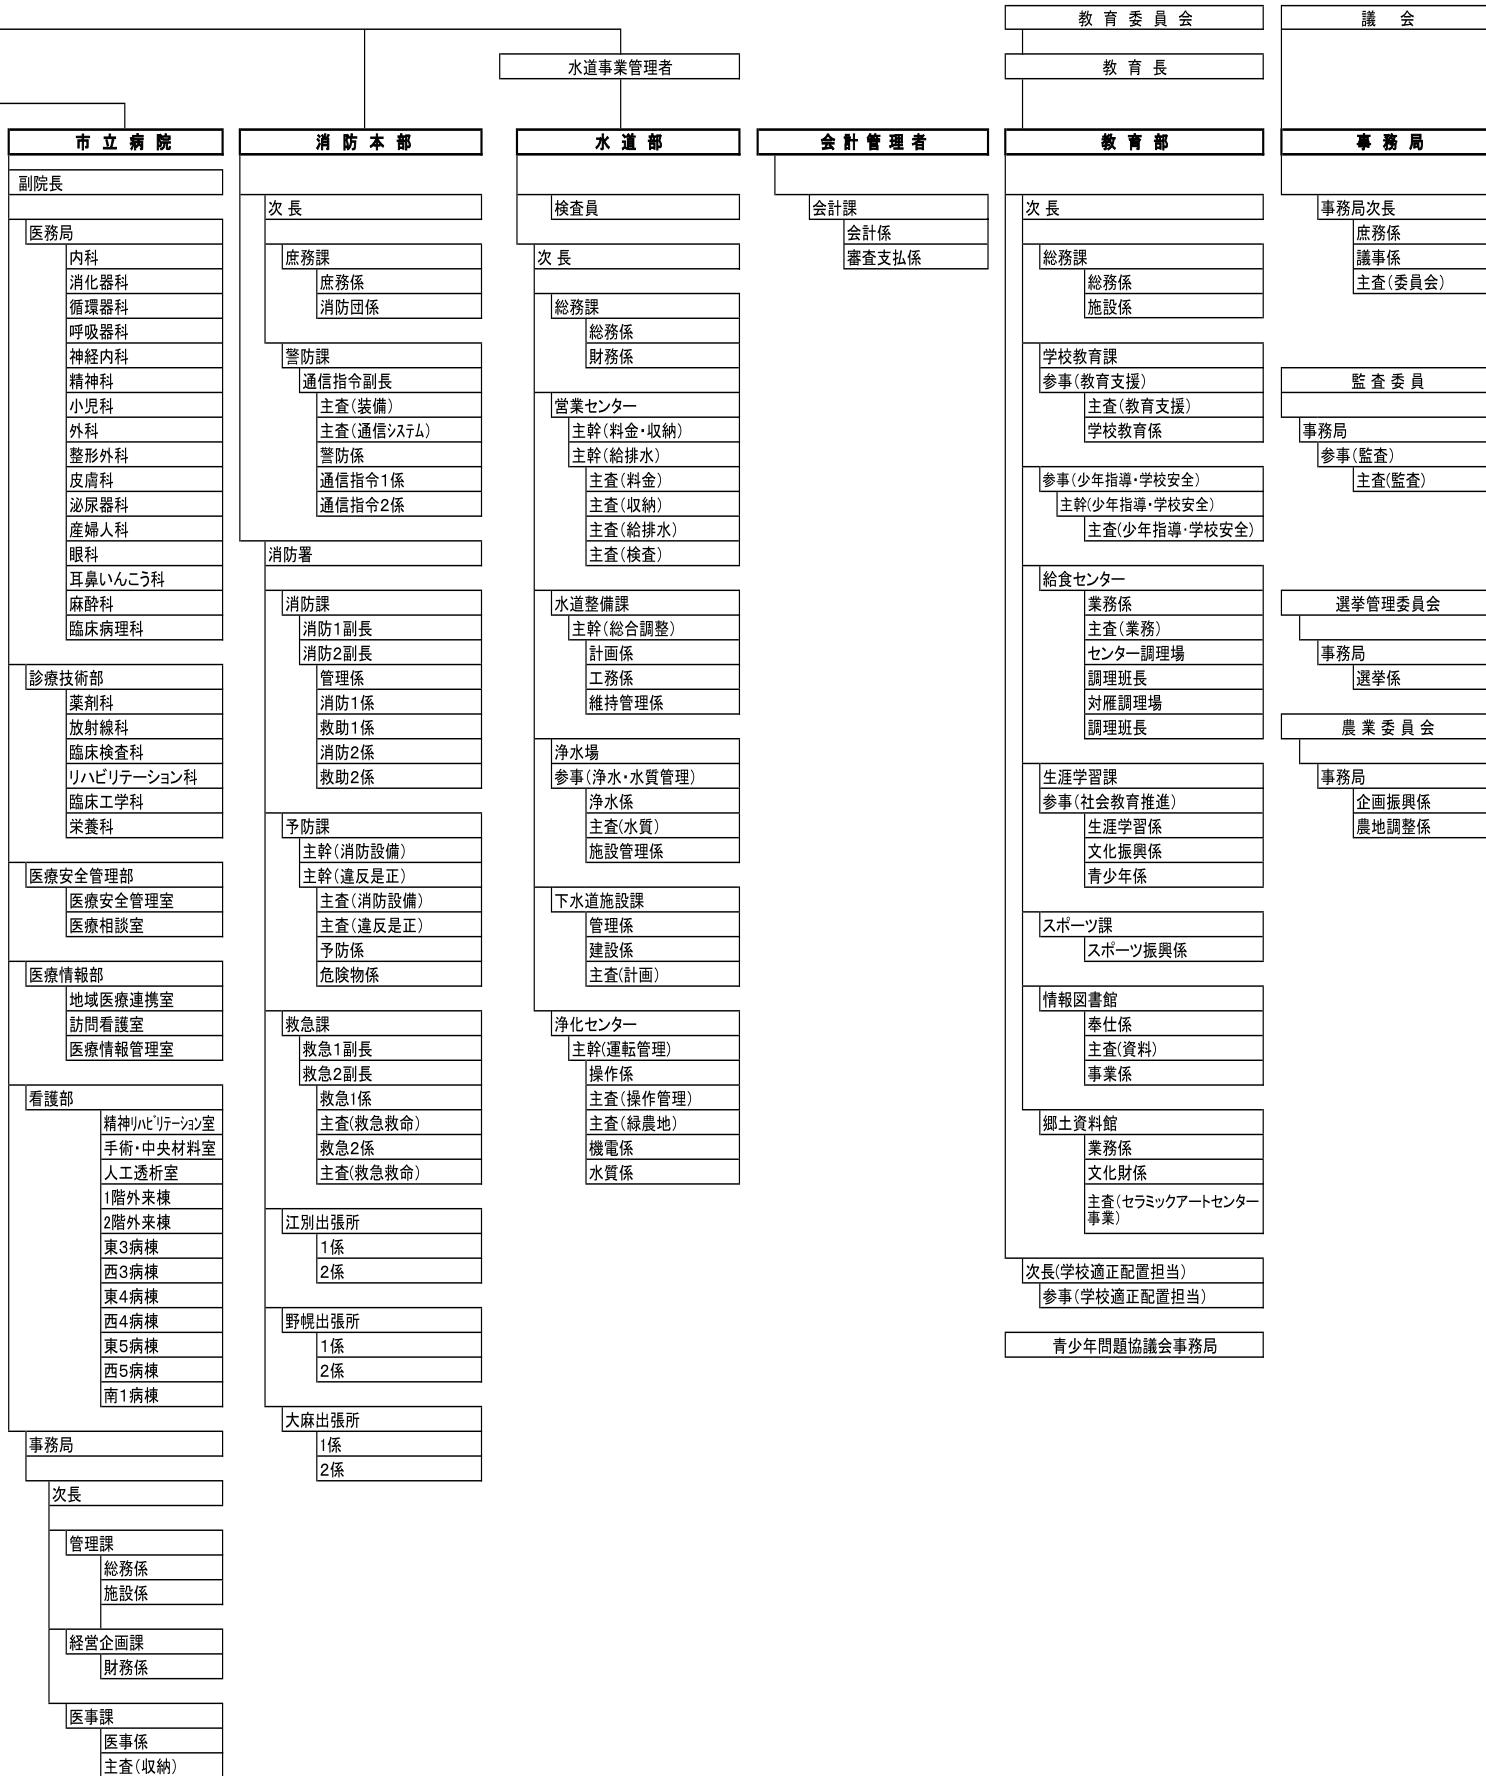 市立病院
副院長
医務局
内科
消化器科
循環器科
呼吸器科
神経内科
精神科
小児科
外科
整形外科
皮膚科
泌尿器科
産婦人科
眼科
耳鼻いんこう科
麻酔科
臨床病理科
診療技術部
薬剤科
放射線科
臨床検査科
リハビリテーション科
臨床工学科
栄養科
医療安全管理部
医療安全管理室
医療相談室
医療情報部
地域医療連携室
訪問看護室
医療情報管理室
看護部
精神ﾘﾊﾋﾞﾘﾃｰｼｮﾝ室
手術・中央材料室
人工透析室
1階外来棟
2階外来棟
東3病棟
西3病棟
東4病棟
西4病棟
東5病棟
西5病棟
南1病棟
事務局
次長
管理課
総務係
施設係
経営企画課
財務係
医事課
医事係
主査(収納)
消防本部
次長
庶務課
庶務係
消防団係
警防課
通信指令副長
主査(装備)
主査(通信ｼｽﾃﾑ)
警防係
通信指令1係
通信指令2係
消防署
消防課
消防1副長
消防2副長
管理係
消防1係
救助1係
消防2係
救助2係
予防課
主幹(消防設備)
主幹(違反是正)
主査(消防設備)
主査(違反是正)
予防係
危険物係
救急課
救急1副長
救急2副長
救急1係
主査(救急救命)
救急2係
主査(救急救命)
江別出張所
1係
2係
野幌出張所
1係
2係
大麻出張所
1係
2係
水道事業管理者
水道部
検査員
次長
総務課
総務係
財務係
営業センター
主幹(料金・収納)
主幹(給排水)
主査(料金)
主査(収納)
主査(給排水)
主査(検査)
水道整備課
主幹(総合調整)
計画係
工務係
維持管理係
浄水場
参事(浄水・水質管理)
浄水係
主査(水質)
施設管理係
下水道施設課
管理係
建設係
主査(計画)
浄化センター
主幹(運転管理)
操作係
主査(操作管理)
主査(緑農地)
機電係
水質係
会計管理者
会計課
会計係
審査支払係
教育委員会
教育長
教育部
次長
総務課
総務係
施設係
学校教育課
参事(教育支援)
主査(教育支援)
学校教育係
参事(少年指導・学校安全)
主幹(少年指導・学校安全)
主査(少年指導・学校安全)
給食センター
業務係
主査(業務)
センター調理場
調理班長
対雁調理場
調理班長
生涯学習課
参事(社会教育推進)
生涯学習係
文化振興係
青少年係
スポーツ課
スポーツ振興係
情報図書館
奉仕係
主査(資料)
事業係
郷土資料館
業務係
文化財係
主査(セラミックアートセンター
事業)
次長(学校適正配置担当)
参事(学校適正配置担当)
青少年問題協議会事務局
議会
事務局
事務局次長
庶務係
議事係
主査(委員会)
監査委員
事務局
参事(監査)
主査(監査)
選挙管理委員会
事務局
選挙係
農業委員会
事務局
企画振興係
農地調整係